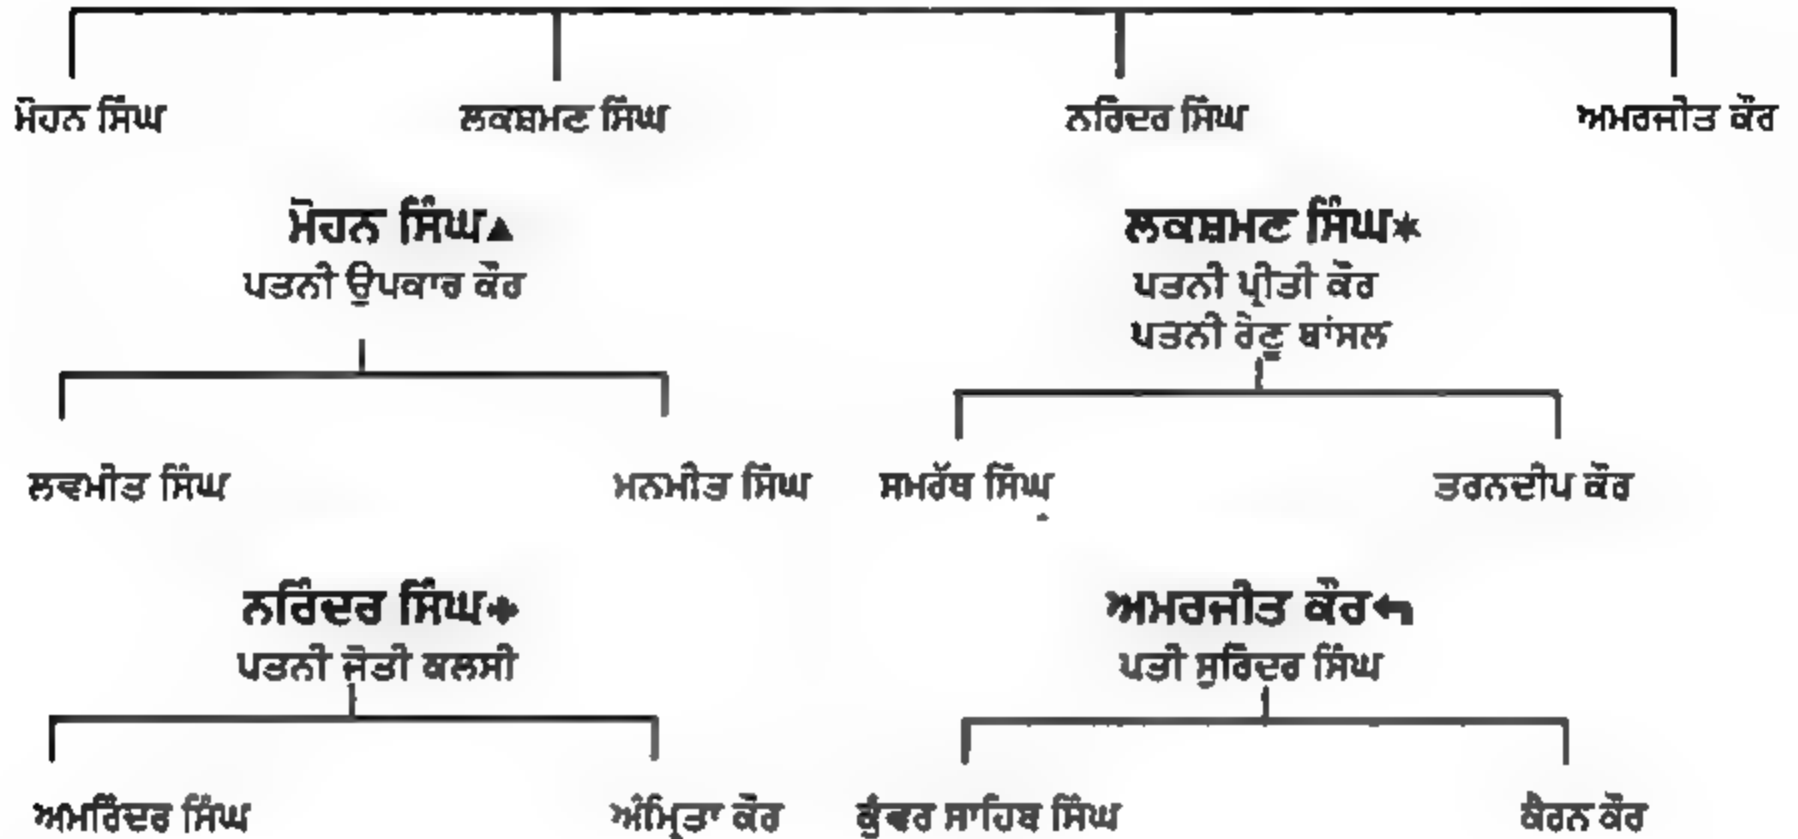 ਮੋਹਨ ਸਿੰਘ ਲਕਸ਼ਮਣ ਸਿੰਘ ਨਰਿੰਦਰ ਸਿੰਘ ਅਮਰਜੀਤ ਕੌਰ
ਮੋਹਨ ਸਿੰਘ▲
ਪਤਨੀ ਉਪਕਾਰ ਕੌਰ
ਲਕਸ਼ਮਣ ਸਿੰਘ✶
ਪਤਨੀ ਪ੍ਰੀਤੀ ਕੌਰ
ਪਤਨੀ ਰੇਣੂ ਬਾਂਸਲ
ਲਵਮੀਤ ਸਿੰਘ ਮਨਮੀਤ ਸਿੰਘ ਸਮਰੱਥ ਸਿੰਘ ਤਰਨਦੀਪ ਕੌਰ
ਨਰਿੰਦਰ ਸਿੰਘ✦
ਪਤਨੀ ਜੋਤੀ ਕਲਸੀ
ਅਮਰਜੀਤ ਕੌਰ↰
ਪਤੀ ਸੁਰਿੰਦਰ ਸਿੰਘ
ਅਮਰਿੰਦਰ ਸਿੰਘ ਅੰਮ੍ਰਿਤਾ ਕੌਰ ਕੁੰਵਰ ਸਾਹਿਬ ਸਿੰਘ ਕੈਰਨ ਕੌਰ